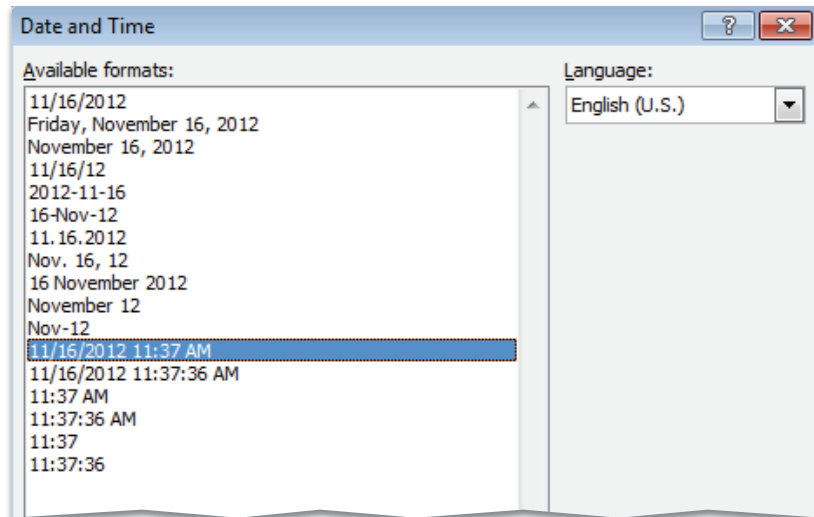 Date and Time
Available formats:
Language:
English (U.S.)
11/16/2012
Friday, November 16, 2012
November 16, 2012
11/16/12
2012-11-16
16-Nov-12
11.16.2012
Nov. 16, 12
16 November 2012
November 12
Nov-12
11/16/2012 11:37 AM
11/16/2012 11:37:36 AM
11:37 AM
11:37:36 AM
11:37
11:37:36